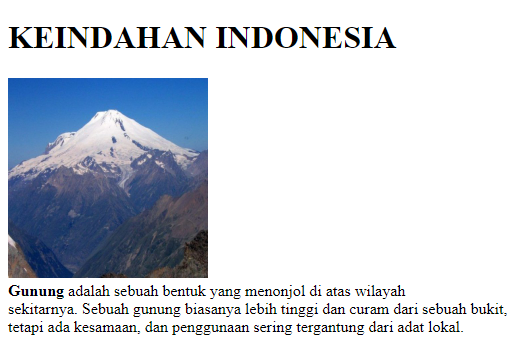 KEINDAHAN INDONESIA
Gunung adalah sebuah bentuk yang menonjol di atas wilayah
sekitarnya. Sebuah gunung biasanya lebih tinggi dan curam dari sebuah bukit,
tetapi ada kesamaan, dan penggunaan sering tergantung dari adat lokal.